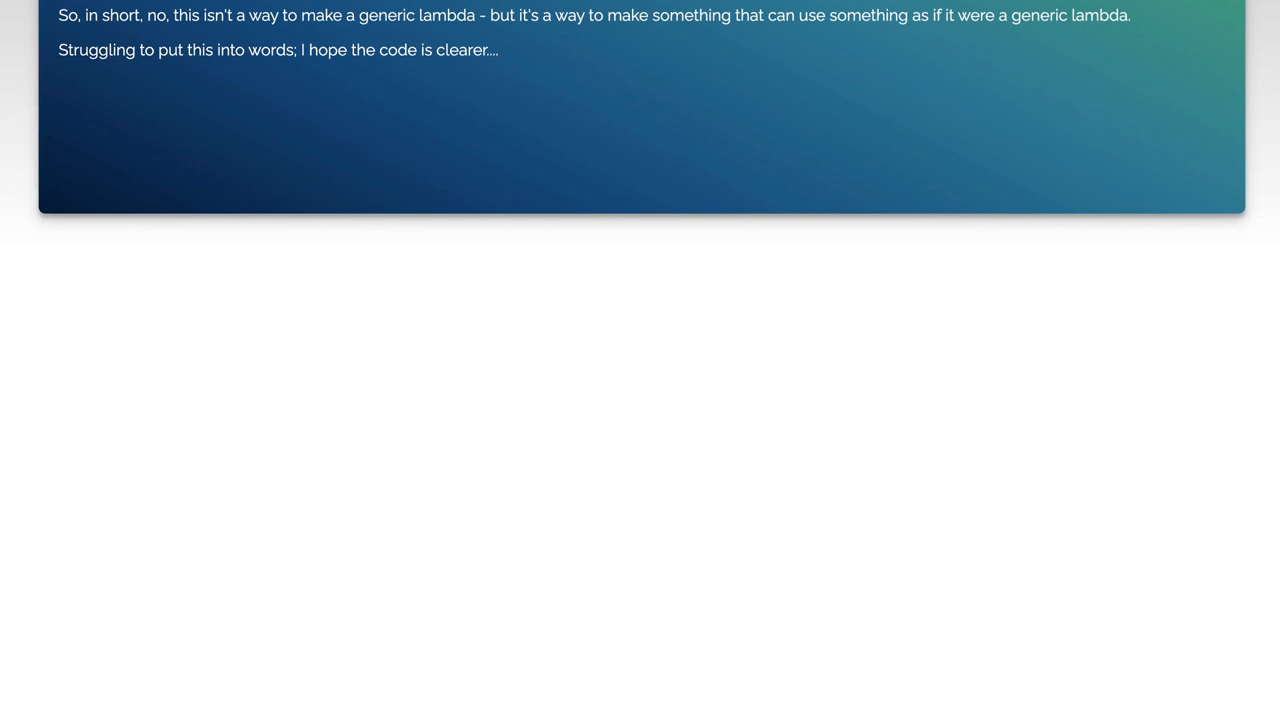 So, in short, no, this isn't a way to make a generic lambda - but it's a way to make something that can use something as if it were a generic lambda.
Struggling to put this into words; I hope the code is clearer....